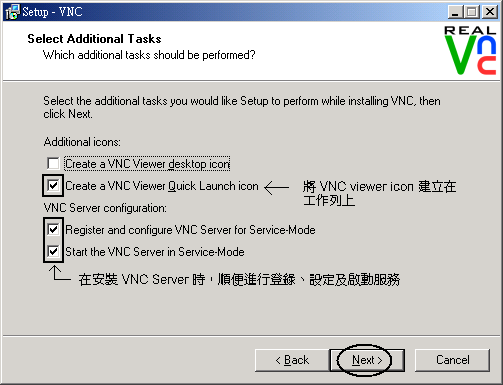 Setup - VNC
Select Additional Tasks
Which additional tasks should be performed?
REAL
Vnc
Select the additional tasks you would like Setup to perform while installing VNC, then
click Next.
Additional icons:
Create a VNC Viewer desktop icon
Create a VNC Viewer Quick Launch icon
將 VNC viewer icon 建立在
工作列上
VNC Server configuration:
Register and configure VNC Server for Service-Mode
Start the VNC Server in Service-Mode
在安裝 VNC Server 時，順便進行登錄、設定及啟動服務
< Back
Next >
Cancel